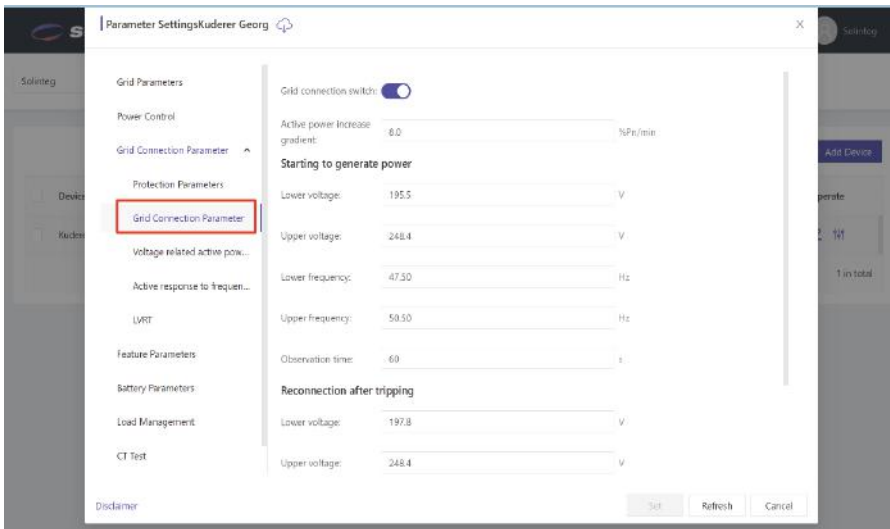 Parameter SettingsKuderer Georg
S
Solinteg
Solinteg
Add Device
Device
perate
Kuder
1 in total
Grid Parameters
Power Control
Grid Connection Parameter
Protection Parameters
Grid Connection Parameter
Voltage related active pow...
Active response to frequen...
LVRT
Feature Parameters
Battery Parameters
Load Management
CT Test
Grid connection switch:
Active power increase
gradient: 8.0 %Pn/min
Starting to generate power
Lower voltage: 195.5 V
Upper voltage: 248.4 V
Lower frequency: 47.50 Hz
Upper frequency: 50.50 Hz
Observation time: 60 s
Reconnection after tripping
Lower voltage: 197.8 V
Upper voltage: 248.4 V
Disclaimer
Set Refresh Cancel